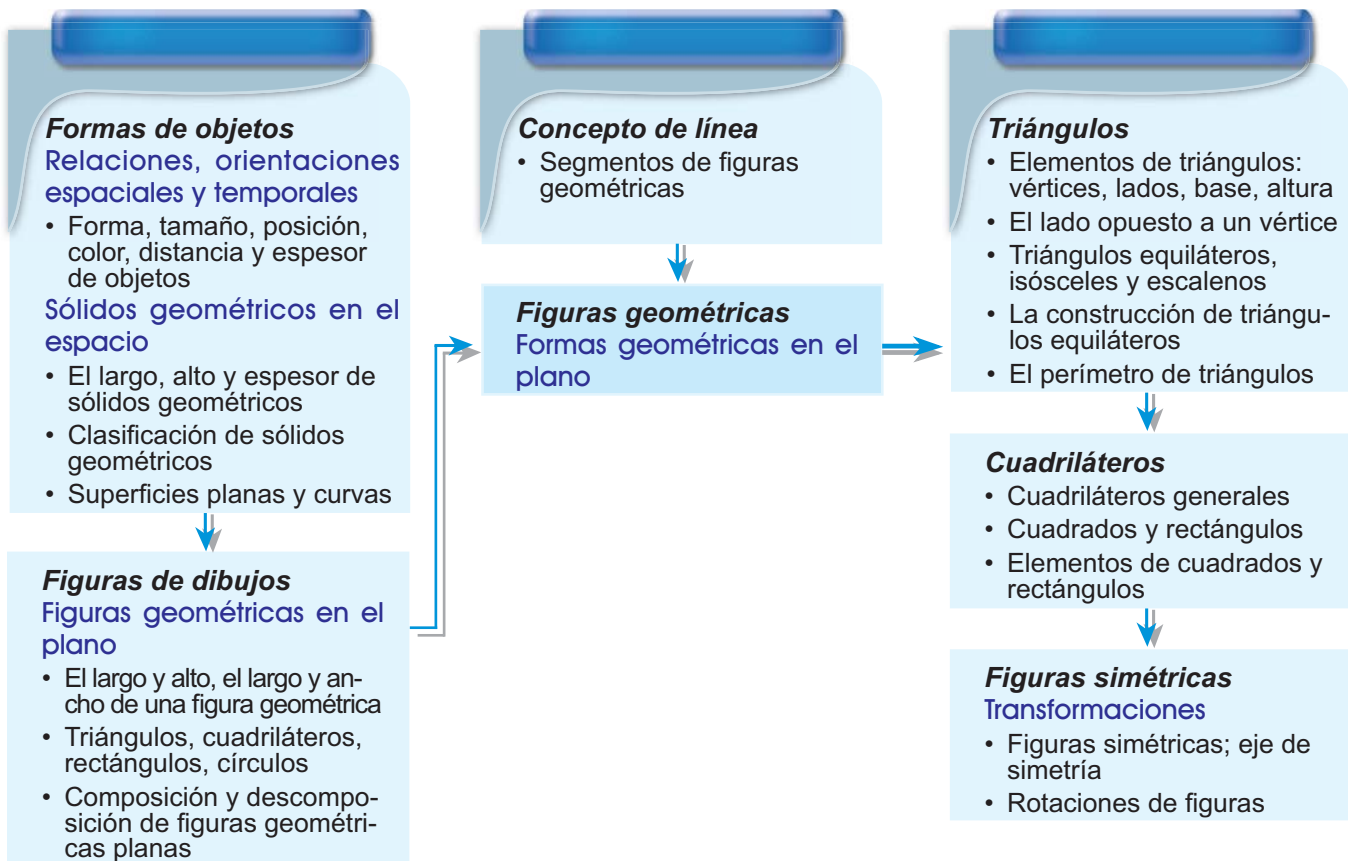 Formas de objetos
Relaciones, orientaciones
espaciales y temporales
• Forma, tamaño, posición,
color, distancia y espesor
de objetos
Sólidos geométricos en el
espacio
• El largo, alto y espesor de
sólidos geométricos
• Clasificación de sólidos
geométricos
• Superficies planas y curvas
Figuras de dibujos
Figuras geométricas en el
plano
• El largo y alto, el largo y an-
cho de una figura geométrica
• Triángulos, cuadriláteros,
rectángulos, círculos
• Composición y descompo-
sición de figuras geométri-
cas planas
Concepto de línea
• Segmentos de figuras
geométricas
Figuras geométricas
Formas geométricas en el
plano
Triángulos
• Elementos de triángulos:
vértices, lados, base, altura
• El lado opuesto a un vértice
• Triángulos equiláteros,
isósceles y escalenos
• La construcción de triángu-
los equiláteros
• El perímetro de triángulos
Cuadriláteros
• Cuadriláteros generales
• Cuadrados y rectángulos
• Elementos de cuadrados y
rectángulos
Figuras simétricas
Transformaciones
• Figuras simétricas; eje de
simetría
• Rotaciones de figuras